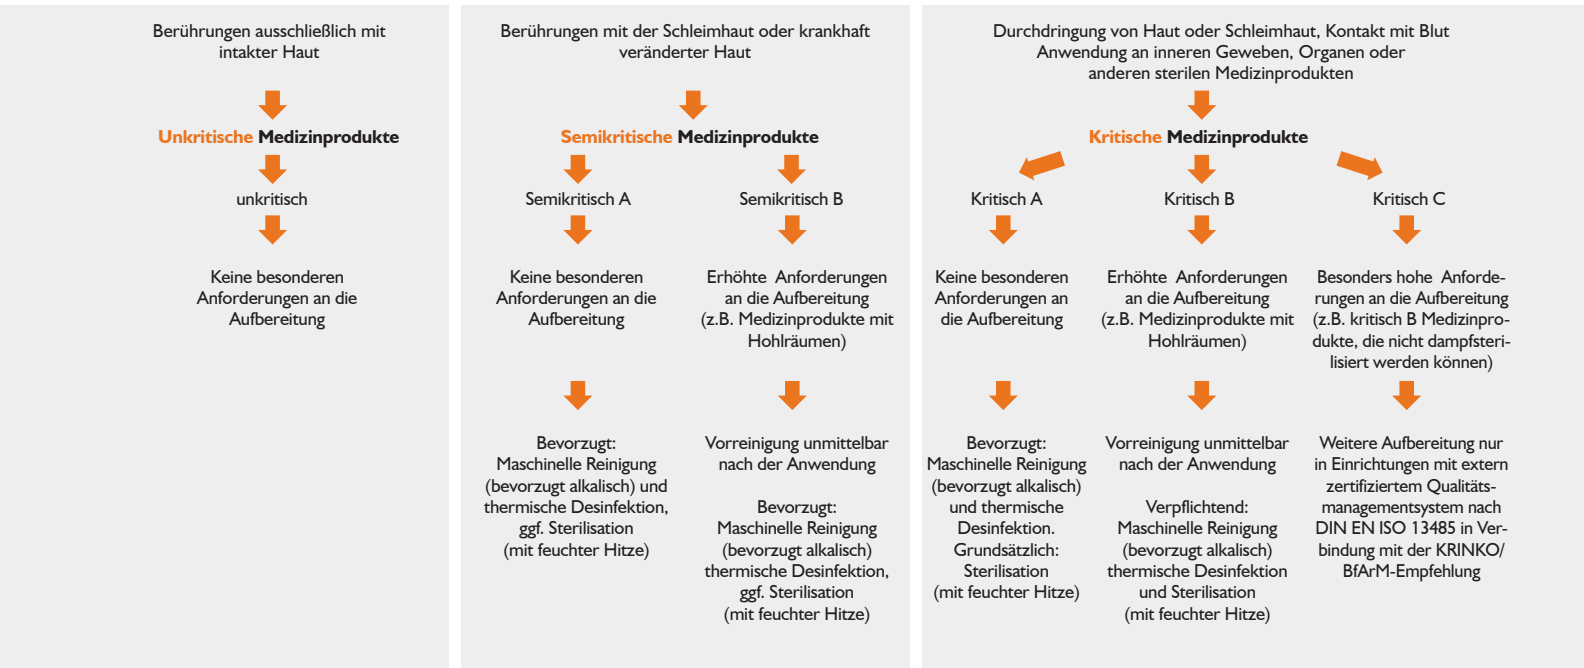 Berührungen ausschließlich mit
intakter Haut
Unkritische Medizinprodukte
unkritisch
Keine besonderen
Anforderungen an die
Aufbereitung
Berührungen mit der Schleimhaut oder krankhaft
veränderter Haut
Semikritische Medizinprodukte
Semikritisch A
Keine besonderen
Anforderungen an die
Aufbereitung
Bevorzugt:
Maschinelle Reinigung
(bevorzugt alkalisch) und
thermische Desinfektion,
ggf. Sterilisation
(mit feuchter Hitze)
Semikritisch B
Erhöhte Anforderungen
an die Aufbereitung
(z.B. Medizinprodukte mit
Hohlräumen)
Vorreinigung unmittelbar
nach der Anwendung
Bevorzugt:
Maschinelle Reinigung
(bevorzugt alkalisch)
thermische Desinfektion,
ggf. Sterilisation
(mit feuchter Hitze)
Durchdringung von Haut oder Schleimhaut, Kontakt mit Blut
Anwendung an inneren Geweben, Organen oder
anderen sterilen Medizinprodukten
Kritische Medizinprodukte
Kritisch A
Keine besonderen
Anforderungen an
die Aufbereitung
Bevorzugt:
Maschinelle Reinigung
(bevorzugt alkalisch)
und thermische
Desinfektion.
Grundsätzlich:
Sterilisation
(mit feuchter Hitze)
Kritisch B
Erhöhte Anforderungen
an die Aufbereitung
(z.B. Medizinprodukte mit
Hohlräumen)
Vorreinigung unmittelbar
nach der Anwendung
Verpflichtend:
Maschinelle Reinigung
(bevorzugt alkalisch)
thermische Desinfektion
und Sterilisation
(mit feuchter Hitze)
Kritisch C
Besonders hohe Anforde-
rungen an die Aufbereitung
(z.B. kritisch B Medizinpro-
dukte, die nicht dampfsteri-
lisiert werden können)
Weitere Aufbereitung nur
in Einrichtungen mit extern
zertifiziertem Qualitäts-
managementsystem nach
DIN EN ISO 13485 in Ver-
bindung mit der KRINKO/
BfArM-Empfehlung